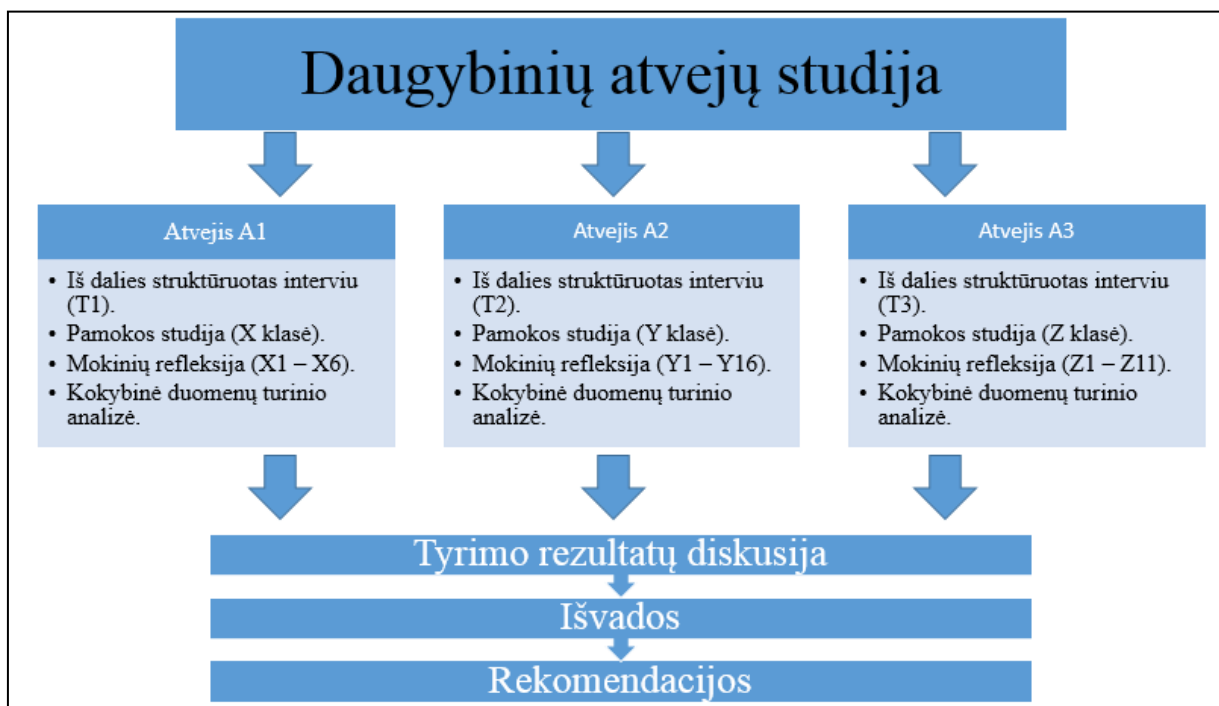 Daugybinių atvejų studija
Atvejis A1
• Iš dalies struktūruotas interviu
(T1).
• Pamokos studija (X klasė).
• Mokinių refleksija (X1 – X6).
• Kokybinė duomenų turinio
analizė.
Atvejis A2
• Iš dalies struktūruotas interviu
(T2).
• Pamokos studija (Y klasė).
• Mokinių refleksija (Y1 – Y16).
• Kokybinė duomenų turinio
analizė.
Atvejis A3
• Iš dalies struktūruotas interviu
(T3).
• Pamokos studija (Z klasė).
• Mokinių refleksija (Z1 – Z11).
• Kokybinė duomenų turinio
analizė.
Tyrimo rezultatų diskusija
Išvados
Rekomendacijos